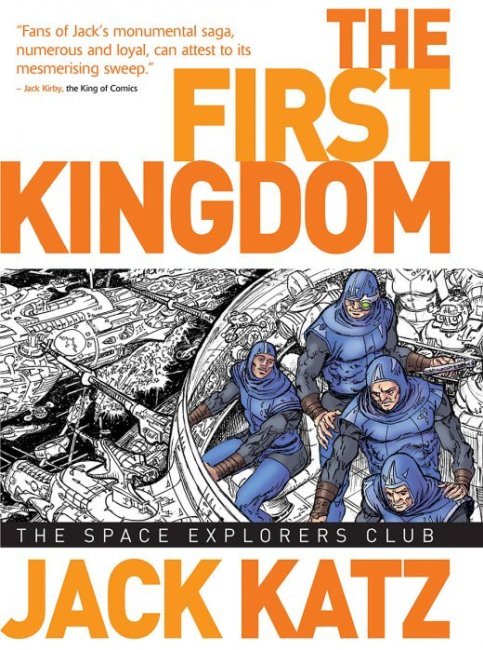 “Fans of Jack’s monumental saga,
numerous and loyal, can attest to its
mesmerising sweep.”
– Jack Kirby, the King of Comics
THE
FIRST
KINGDOM
THE SPACE EXPLORERS CLUB
JACK KATZ